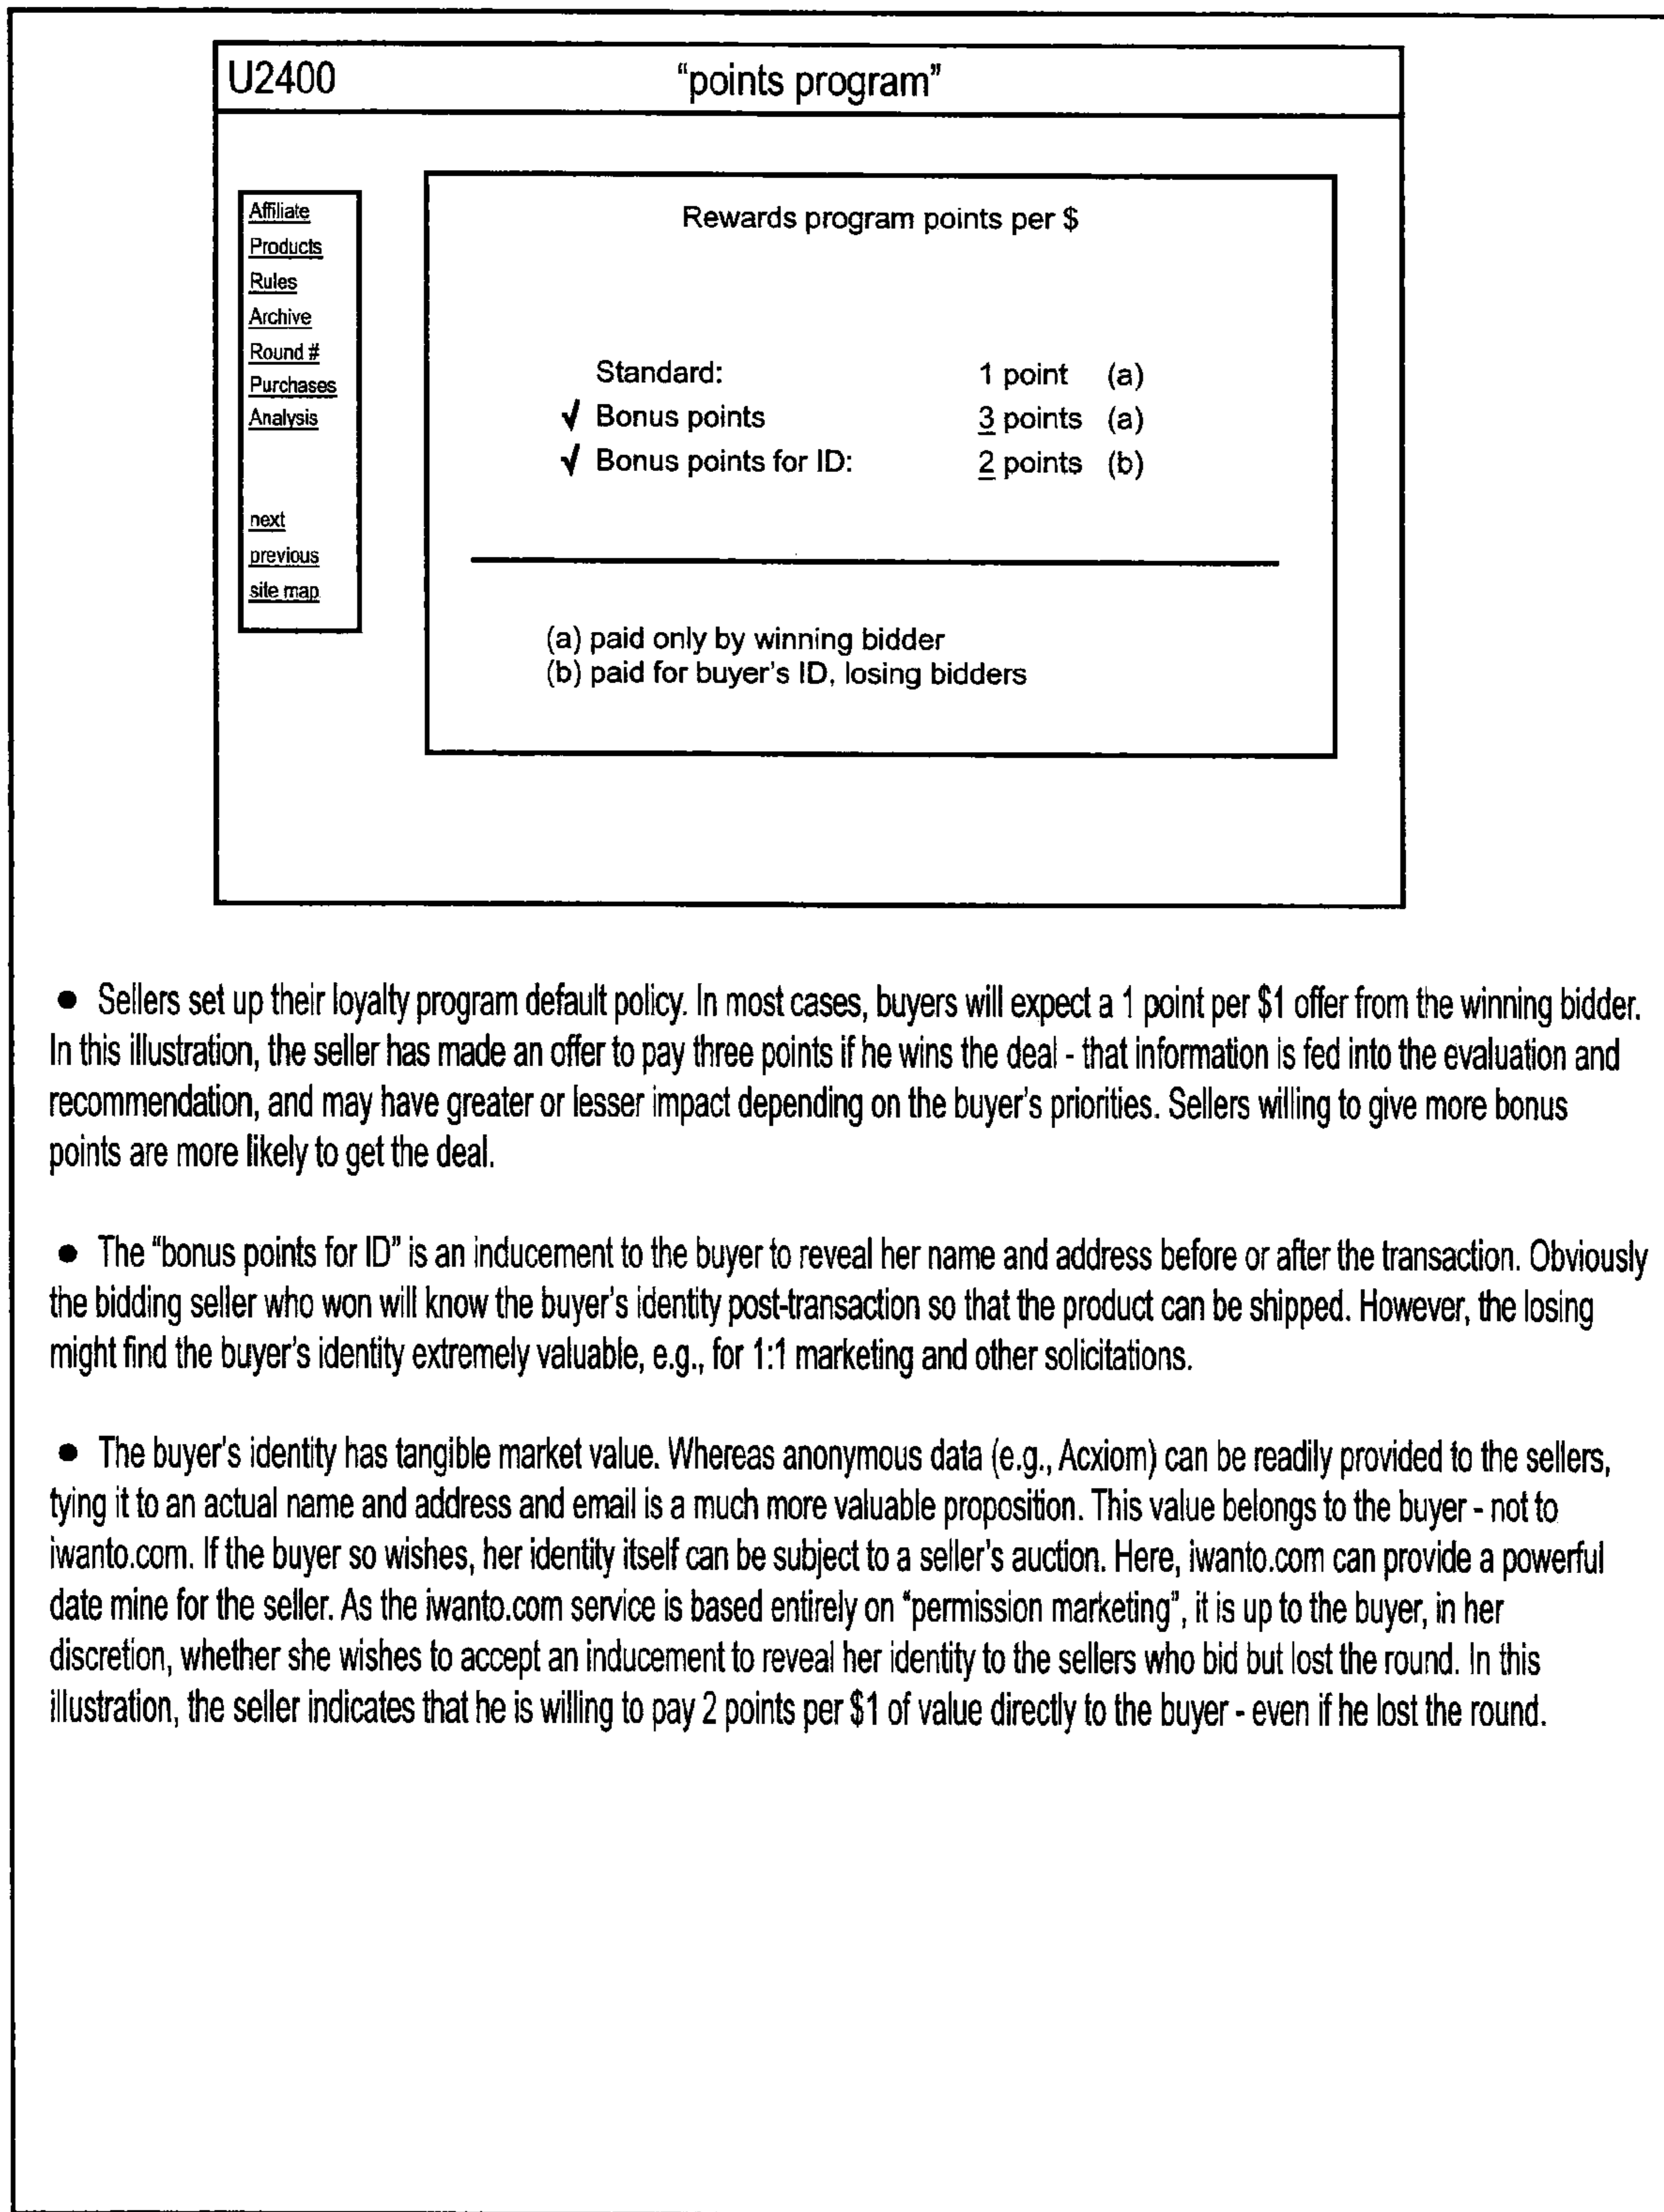 U2400 “points program”
Affiliate
Products
Rules
Archive
Round #
Purchases
Analysis
next
previous
site map
Rewards program points per $
Standard: 1 point (a)
√ Bonus points 3 points (a)
√ Bonus points for ID: 2 points (b)
(a) paid only by winning bidder
(b) paid for buyer's ID, losing bidders
● Sellers set up their loyalty program default policy. In most cases, buyers will expect a 1 point per $1 offer from the winning bidder.
In this illustration, the seller has made an offer to pay three points if he wins the deal - that information is fed into the evaluation and
recommendation, and may have greater or lesser impact depending on the buyer's priorities. Sellers willing to give more bonus
points are more likely to get the deal.
● The “bonus points for ID” is an inducement to the buyer to reveal her name and address before or after the transaction. Obviously
the bidding seller who won will know the buyer's identity post-transaction so that the product can be shipped. However, the losing
might find the buyer's identity extremely valuable, e.g., for 1:1 marketing and other solicitations.
● The buyer's identity has tangible market value. Whereas anonymous data (e.g., Acxiom) can be readily provided to the sellers,
tying it to an actual name and address and email is a much more valuable proposition. This value belongs to the buyer - not to
iwanto.com. If the buyer so wishes, her identity itself can be subject to a seller's auction. Here, iwanto.com can provide a powerful
date mine for the seller. As the iwanto.com service is based entirely on “permission marketing”, it is up to the buyer, in her
discretion, whether she wishes to accept an inducement to reveal her identity to the sellers who bid but lost the round. In this
illustration, the seller indicates that he is willing to pay 2 points per $1 of value directly to the buyer - even if he lost the round.